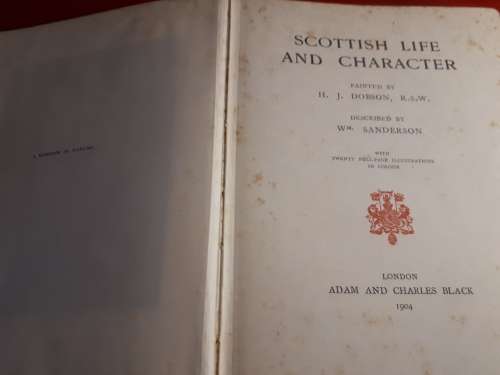 SCOTTISH LIFE
AND CHARACTER
PAINTED BY
H. J. DOBSON, R.S.W.
DESCRIBED BY
WM. SANDERSON
WITH
TWENTY FULL-PAGE ILLUSTRATIONS
IN COLOUR
LONDON
ADAM AND CHARLES BLACK
1904